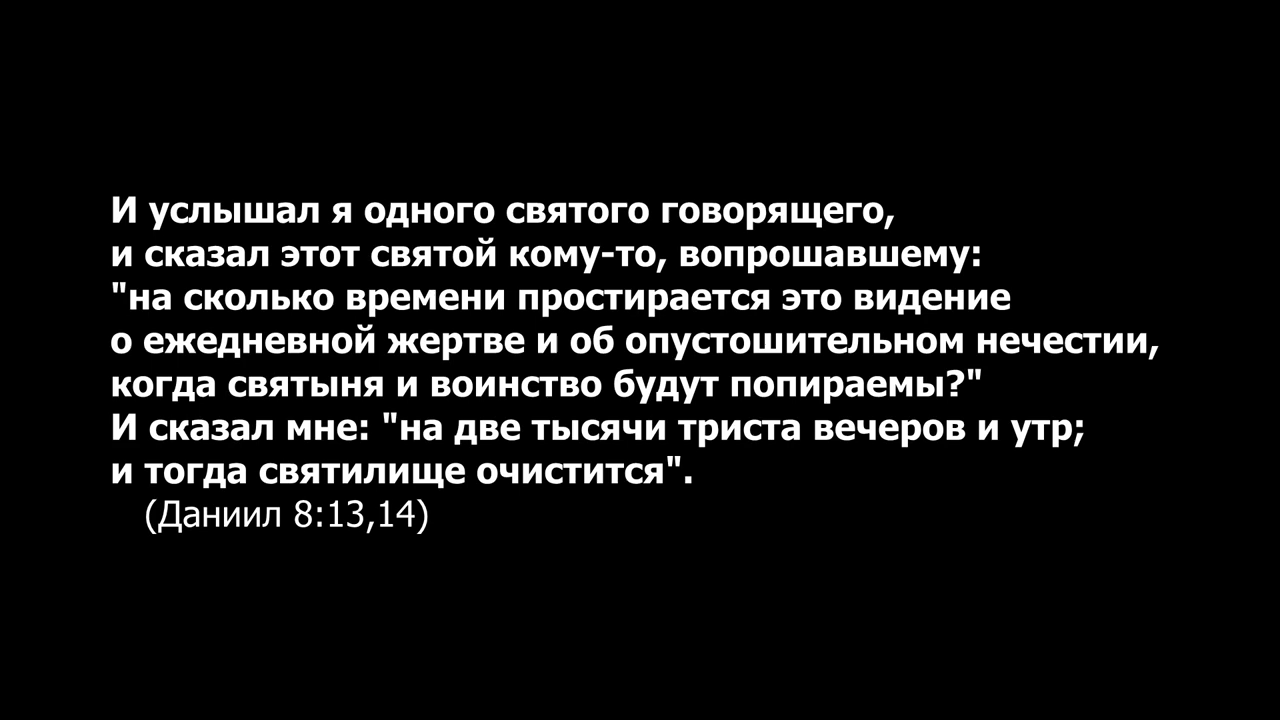 И услышал я одного святого говорящего,
и сказал этот святой кому-то, вопрошавшему:
"на сколько времени простирается это видение
о ежедневной жертве и об опустошительном нечестии,
когда святыня и воинство будут попираемы?"
И сказал мне: "на две тысячи триста вечеров и утр;
и тогда святилище очистится".
(Даниил 8:13,14)